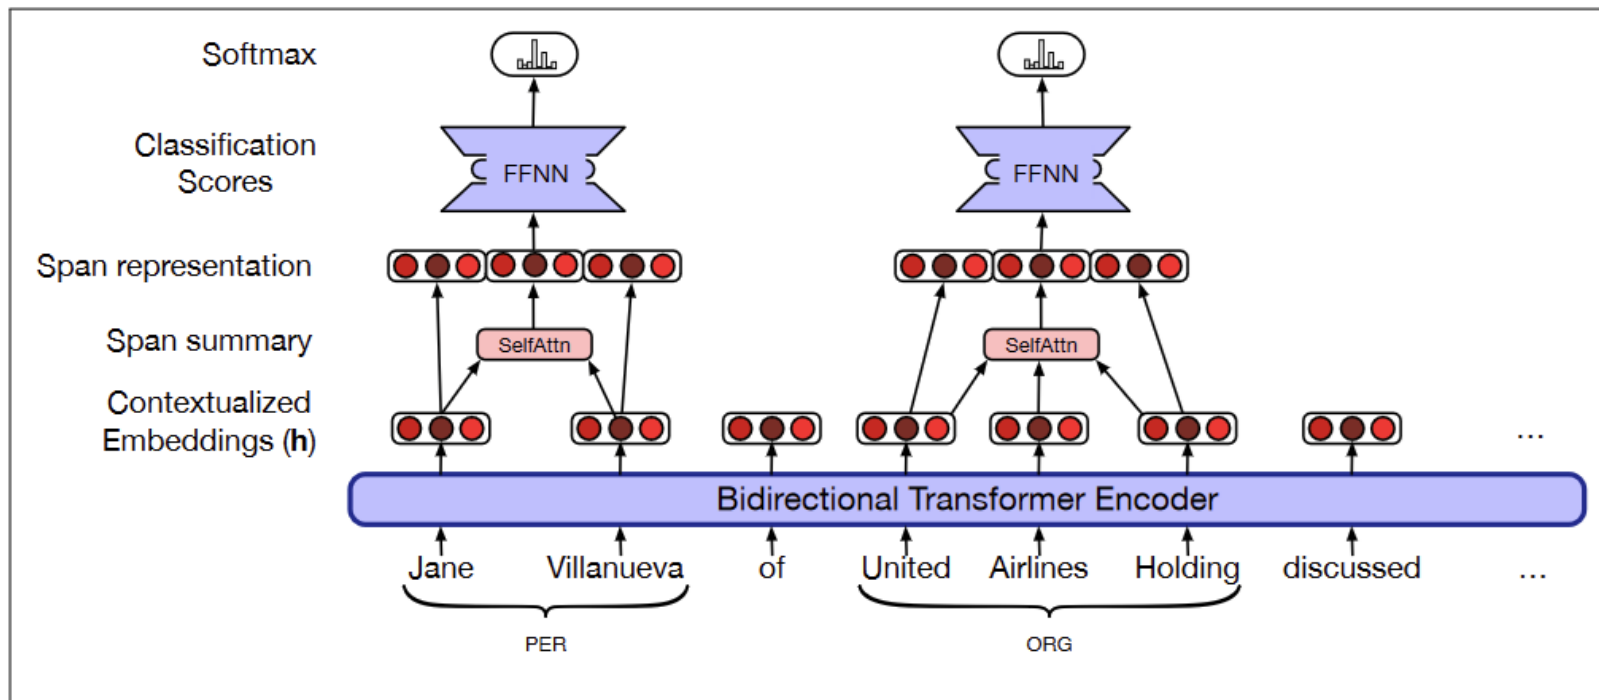 Softmax
Classification
Scores
FFNN FFNN
Span representation
Span summary
SelfAttn SelfAttn
Contextualized
Embeddings (h)
...
Bidirectional Transformer Encoder
Jane Villanueva of United Airlines Holding discussed ...
PER ORG